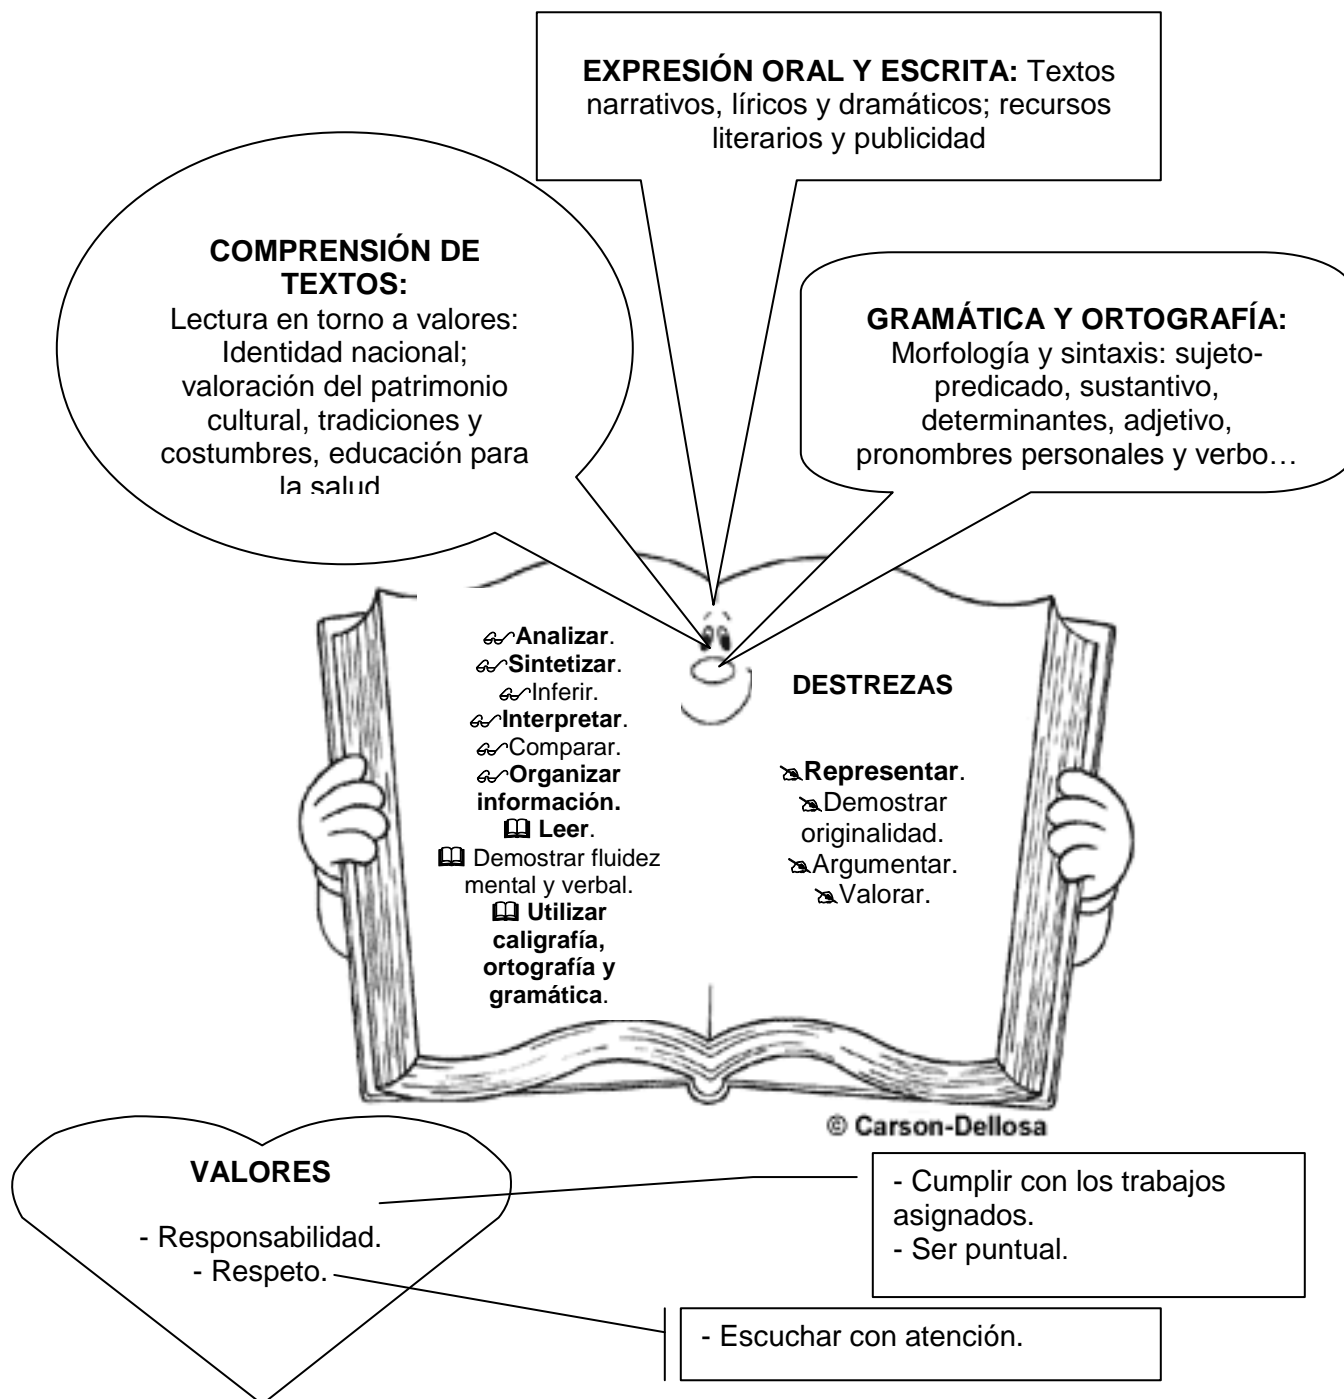 EXPRESIÓN ORAL Y ESCRITA: Textos
narrativos, líricos y dramáticos; recursos
literarios y publicidad
COMPRENSIÓN DE
TEXTOS:
Lectura en torno a valores:
Identidad nacional;
valoración del patrimonio
cultural, tradiciones y
costumbres, educación para
la salud
GRAMÁTICA Y ORTOGRAFÍA:
Morfología y sintaxis: sujeto-
predicado, sustantivo,
determinantes, adjetivo,
pronombres personales y verbo…
Analizar.
Sintetizar.
Inferir.
Interpretar.
Comparar.
Organizar
información.
Leer.
Demostrar fluidez
mental y verbal.
Utilizar
caligrafía,
ortografía y
gramática.
DESTREZAS
Representar.
Demostrar
originalidad.
Argumentar.
Valorar.
© Carson-Dellosa
VALORES
- Responsabilidad.
- Respeto.
- Cumplir con los trabajos
asignados.
- Ser puntual.
- Escuchar con atención.